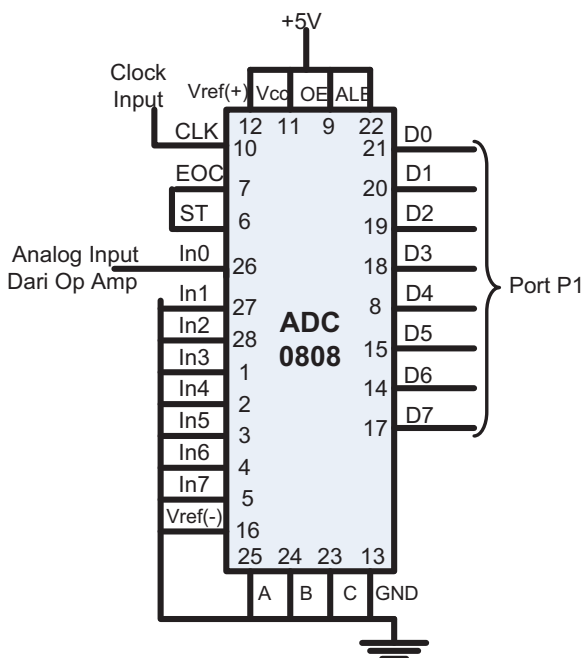 +5V
Clock
Input
Vref(+) Vcc OE ALE
12 11 9 22
CLK
10
EOC
7
ST
6
Analog Input
Dari Op Amp
In0
26
In1
27
In2
28
In3
1
In4
2
In5
3
In6
4
In7
5
Vref(-)
16
ADC
0808
21 D0
20 D1
19 D2
18 D3
8 D4
15 D5
14 D6
17 D7
Port P1
25 24 23 13
A B C GND